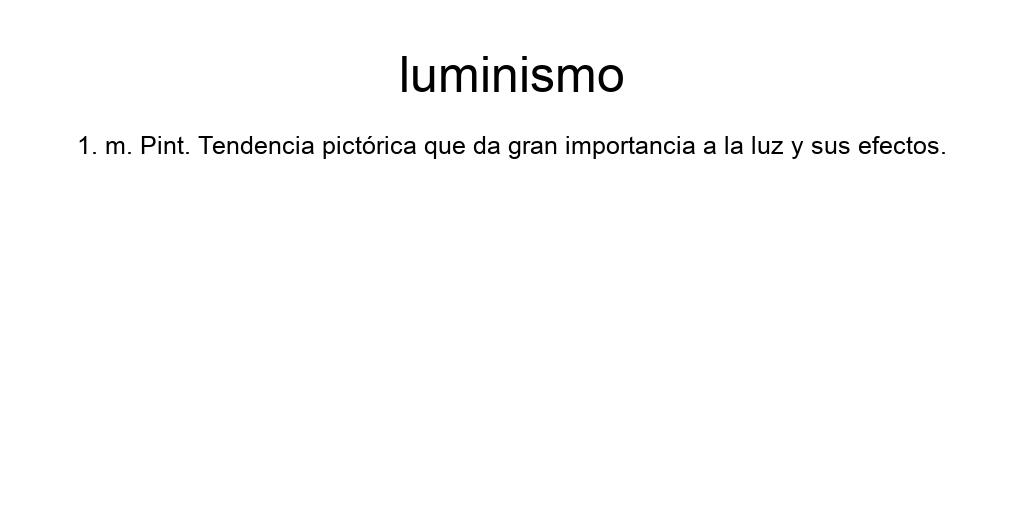 luminismo
1. m. Pint. Tendencia pictórica que da gran importancia a la luz y sus efectos.